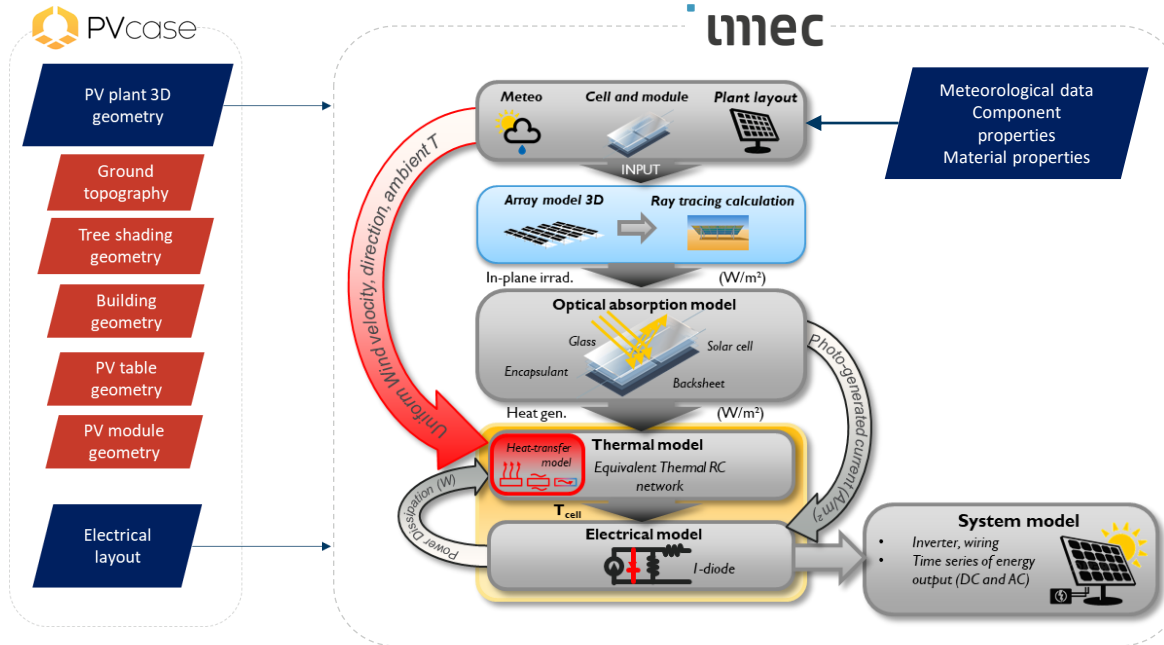 PVcase
PV plant 3D
geometry
Ground
topography
Tree shading
geometry
Building
geometry
PV table
geometry
PV module
geometry
Electrical
layout
imec
Meteo
Cell and module
Plant layout
INPUT
Meteorological data
Component
properties
Material properties
Uniform Wind velocity, direction, ambient T
Array model 3D
Ray tracing calculation
In-plane irrad.
(W/m²)
Optical absorption model
Glass
Solar cell
Encapsulant
Backsheet
Photo-generated current (A/m²)
Heat gen.
(W/m²)
Thermal model
Heat-transfer
model
Equivalent Thermal RC
network
Power Dissipation (W)
Tcell
Electrical model
1-diode
System model
• Inverter, wiring
• Time series of energy
output (DC and AC)